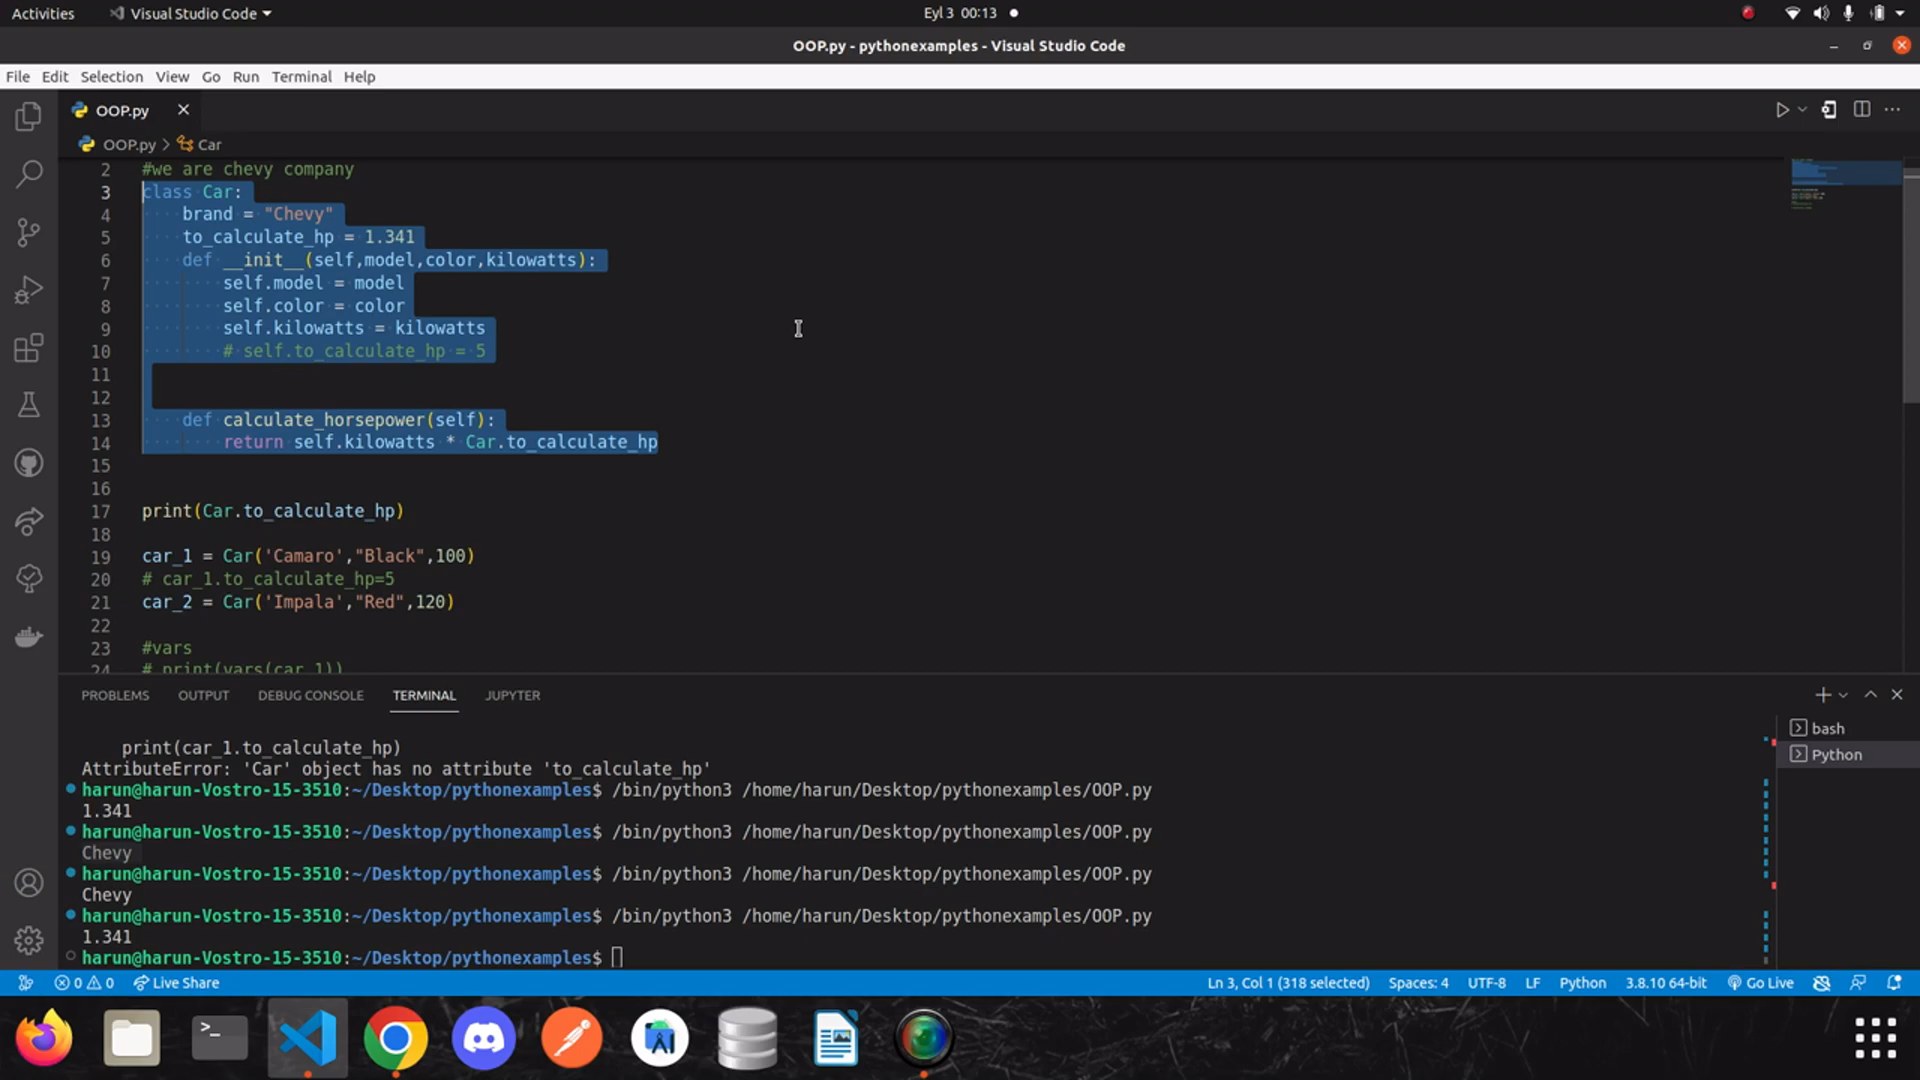 Activities
Visual Studio Code
Eyl 3 00:13
OOP.py - pythonexamples - Visual Studio Code
File Edit Selection View Go Run Terminal Help
OOP.py
OOP.py > Car
2 #we are chevy company
3 class Car:
4 brand = "Chevy"
5 to_calculate_hp = 1.341
6 def __init__(self,model,color,kilowatts):
7 self.model = model
8 self.color = color
9 self.kilowatts = kilowatts
10 # self.to_calculate_hp = 5
11
12
13 def calculate_horsepower(self):
14 return self.kilowatts * Car.to_calculate_hp
15
16
17 print(Car.to_calculate_hp)
18
19 car_1 = Car('Camaro',"Black",100)
20 # car_1.to_calculate_hp=5
21 car_2 = Car('Impala',"Red",120)
22
23 #vars
24 # print(vars(car_1))
PROBLEMS OUTPUT DEBUG CONSOLE TERMINAL JUPYTER
bash
Python
print(car_1.to_calculate_hp)
AttributeError: 'Car' object has no attribute 'to_calculate_hp'
harun@harun-Vostro-15-3510:~/Desktop/pythonexamples$ /bin/python3 /home/harun/Desktop/pythonexamples/OOP.py
1.341
harun@harun-Vostro-15-3510:~/Desktop/pythonexamples$ /bin/python3 /home/harun/Desktop/pythonexamples/OOP.py
Chevy
harun@harun-Vostro-15-3510:~/Desktop/pythonexamples$ /bin/python3 /home/harun/Desktop/pythonexamples/OOP.py
Chevy
harun@harun-Vostro-15-3510:~/Desktop/pythonexamples$ /bin/python3 /home/harun/Desktop/pythonexamples/OOP.py
1.341
harun@harun-Vostro-15-3510:~/Desktop/pythonexamples$
0 0 Live Share
Ln 3, Col 1 (318 selected) Spaces: 4 UTF-8 LF Python 3.8.10 64-bit Go Live